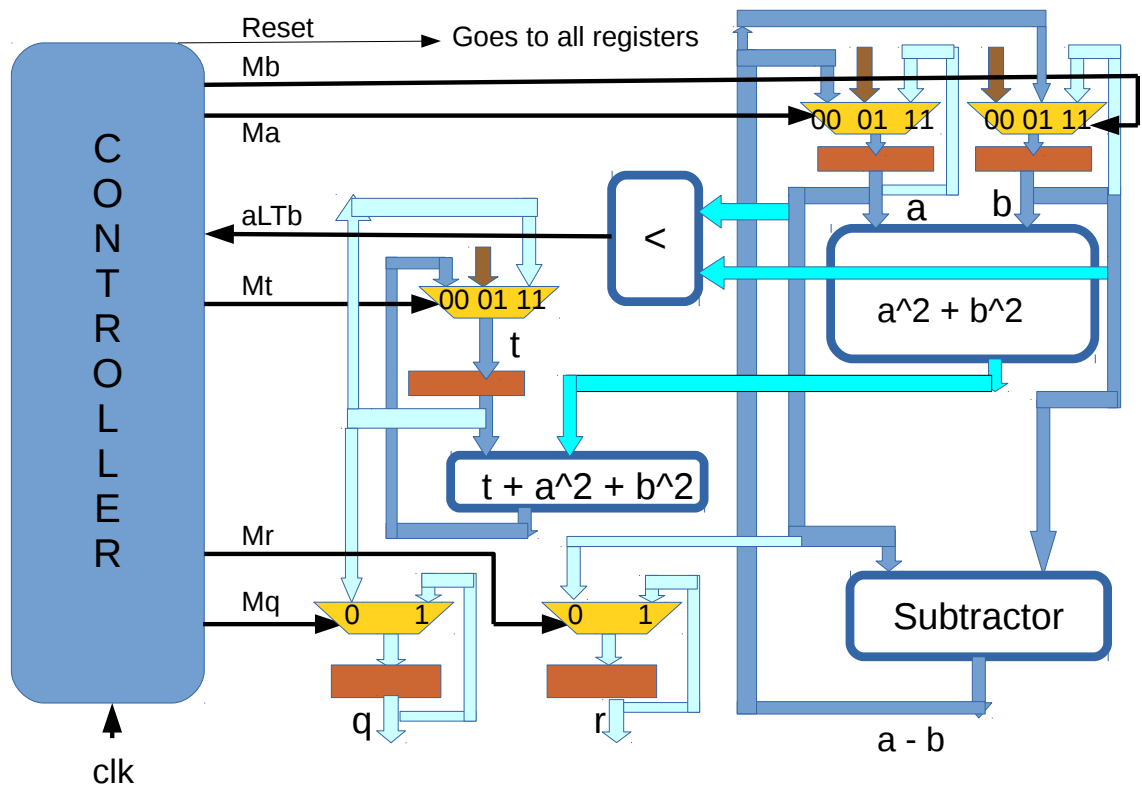 Reset
Goes to all registers
Mb
Ma
00 01 11
00 01 11
CONTROLLER
aLTb
<
a
b
a^2 + b^2
Mt
00 01 11
t
t + a^2 + b^2
Mr
Mq
0 1
0 1
Subtractor
q
r
a - b
clk